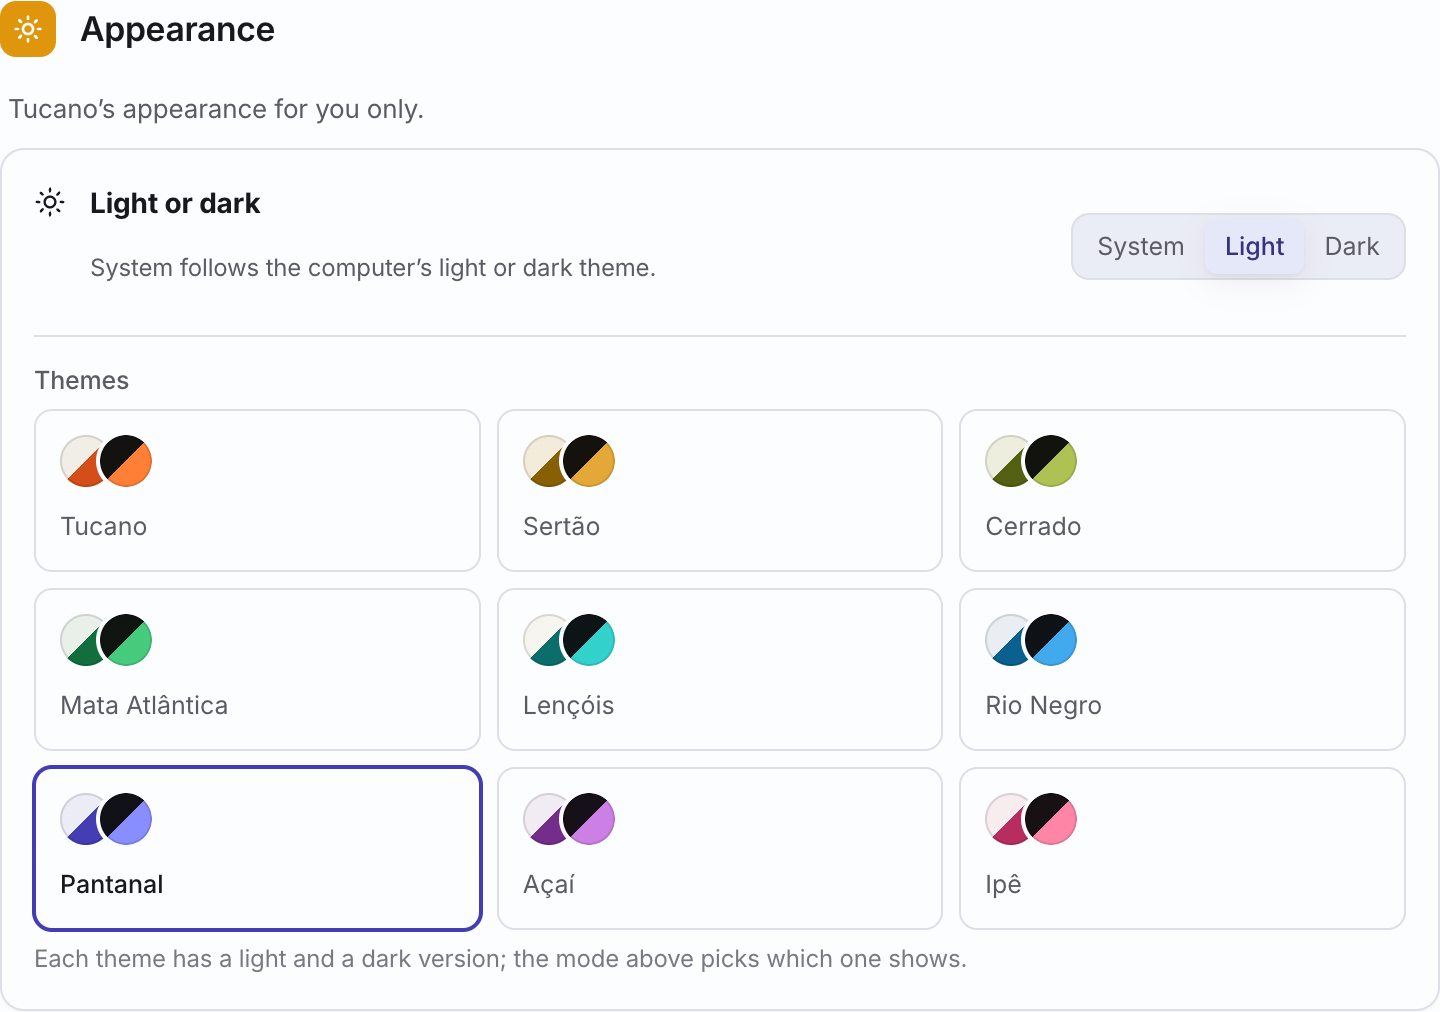 Appearance
Tucano’s appearance for you only.
Light or dark
System follows the computer’s light or dark theme.
System Light Dark
Themes
Tucano
Sertão
Cerrado
Mata Atlântica
Lençóis
Rio Negro
Pantanal
Açaí
Ipê
Each theme has a light and a dark version; the mode above picks which one shows.